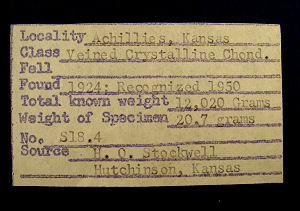 Locality Achillies, Kansas
Class Veined Crystalline Chond.
Fell
Found 1924; Recognized 1950
Total known weight 12,020 Grams
Weight of Specimen 20.7 grams
No. S18.4
Source H. O. Stockwell
Hutchinson, Kansas